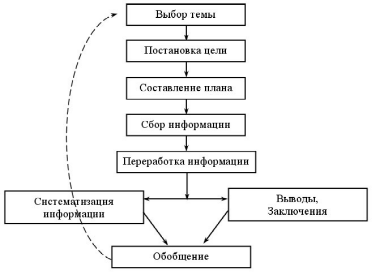 Выбор темы
Постановка цели
Составление плана
Сбор информации
Переработка информации
Систематизация
информации
Выводы,
Заключения
Обобщение